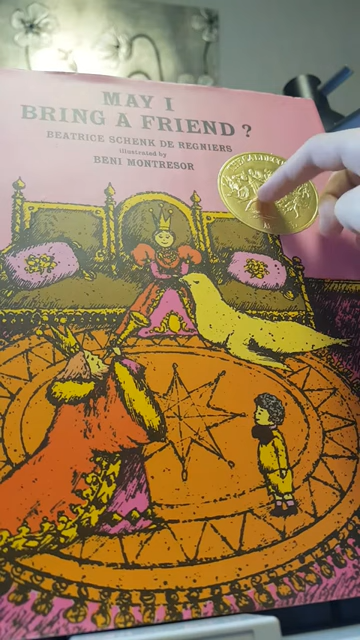 MAY I
BRING A FRIEND?
BEATRICE SCHENK DE REGNIERS
illustrated by
BENI MONTRESOR